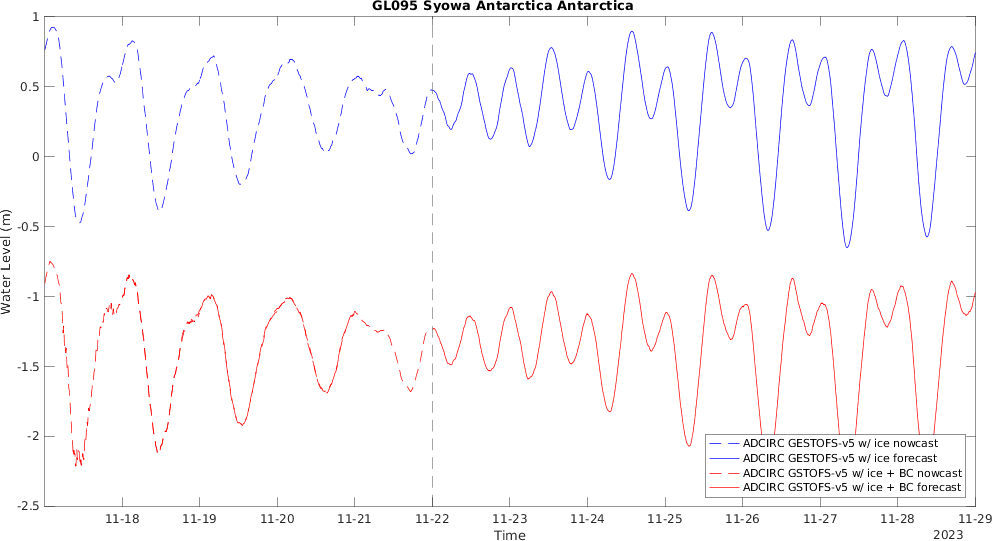 GL095 Syowa Antarctica Antarctica
1
0.5
0
-0.5
-1
-1.5
-2
-2.5
Water Level (m)
ADCIRC GESTOFS-v5 w/ ice nowcast
ADCIRC GESTOFS-v5 w/ ice forecast
ADCIRC GSTOFS-v5 w/ ice + BC nowcast
ADCIRC GSTOFS-v5 w/ ice + BC forecast
11-18 11-19 11-20 11-21 11-22 11-23 11-24 11-25 11-26 11-27 11-28 11-29
Time
2023